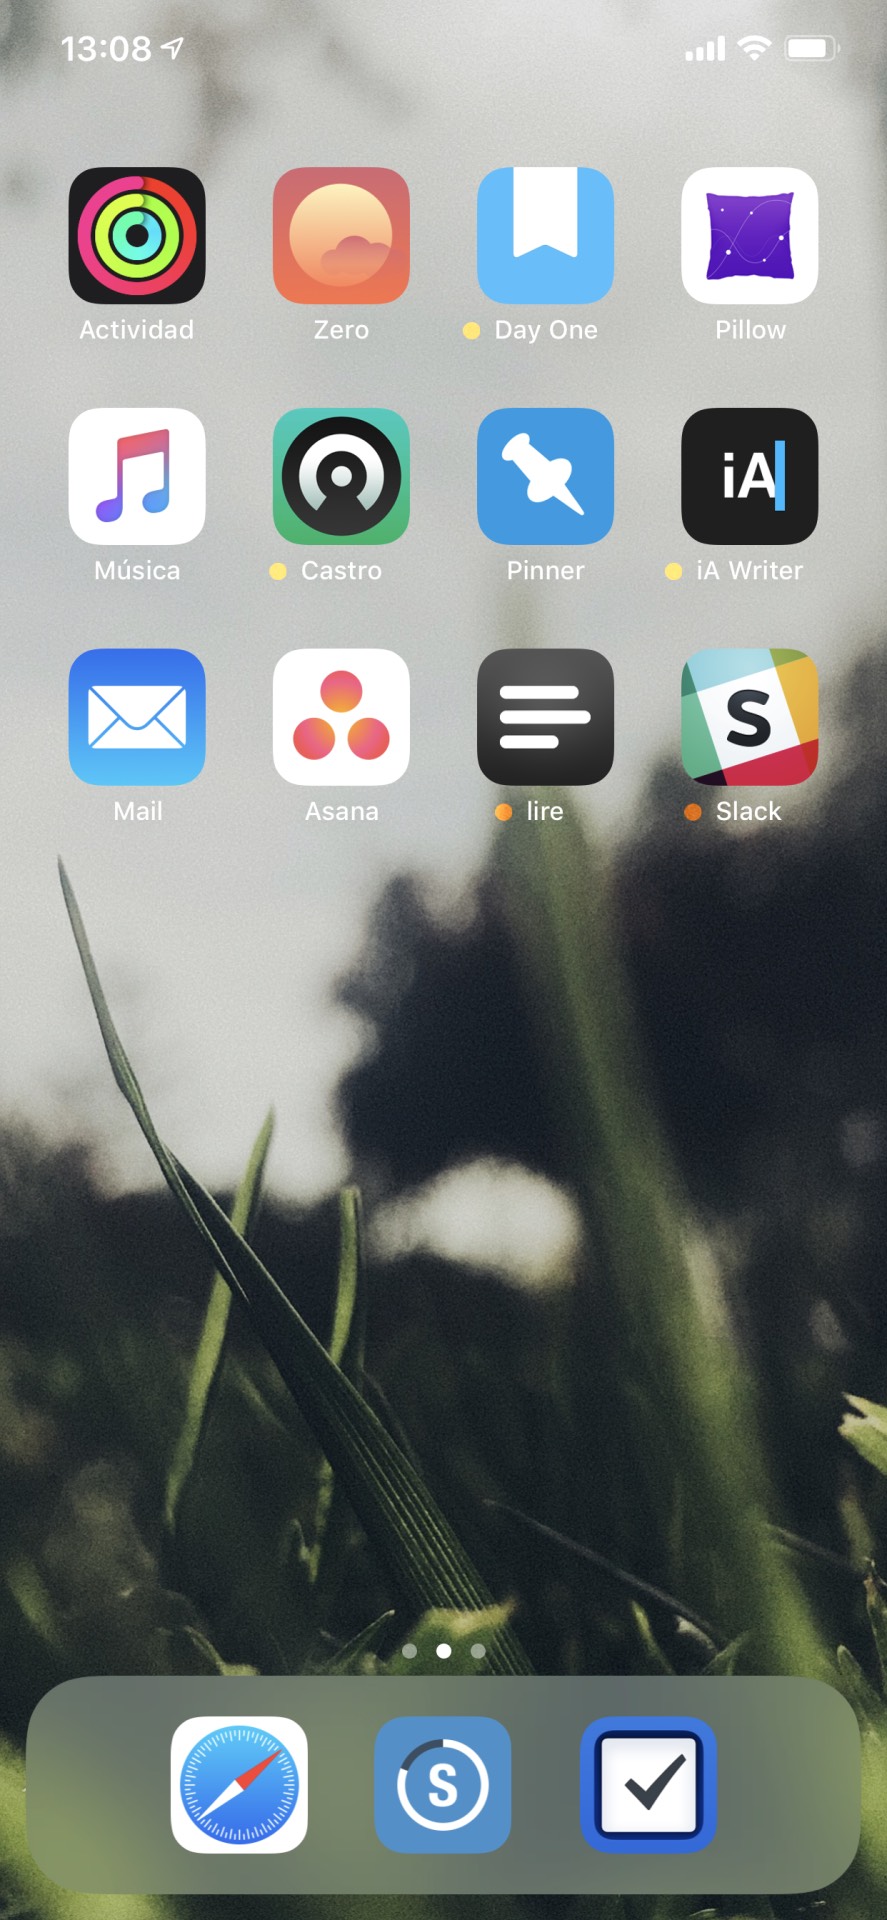 13:08
Actividad Zero Day One Pillow
iA
Música Castro Pinner iA Writer
S
Mail Asana lire Slack
S